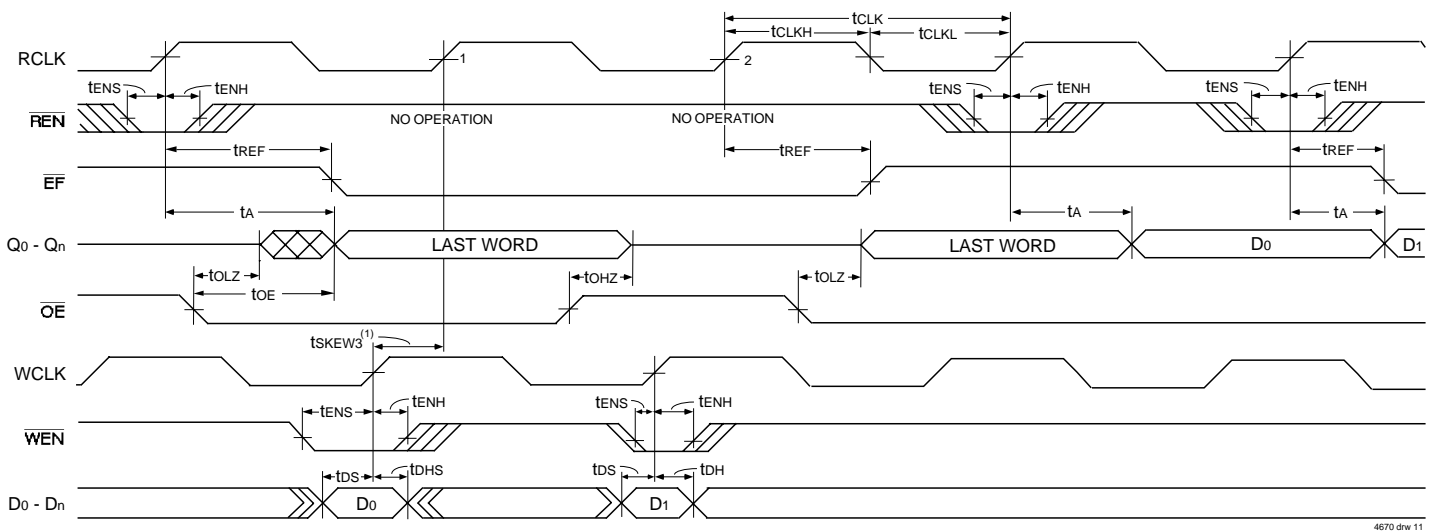 tCLK
tCLKH tCLKL
RCLK 1 2
tENS tENH tENS tENH tENS tENH
REN NO OPERATION NO OPERATION
tREF tREF tREF
EF
tA tA tA
Q0 - Qn LAST WORD LAST WORD D0 D1
tOLZ tOHZ tOLZ
tOE
OE
tSKEW3(1)
WCLK
tENS tENH tENS tENH
WEN
tDS tDHS tDS tDH
D0 - Dn D0 D1
4670 drw 11